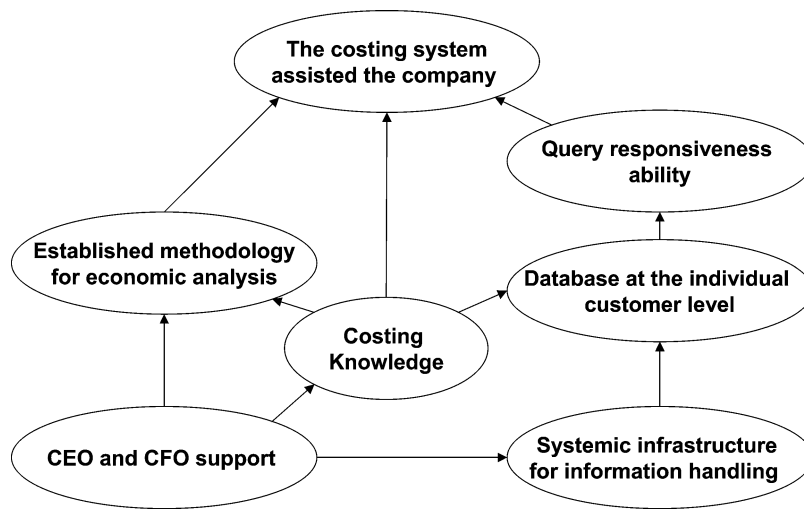 The costing system
assisted the company
Query responsiveness
ability
Established methodology
for economic analysis
Database at the individual
customer level
Costing
Knowledge
CEO and CFO support
Systemic infrastructure
for information handling